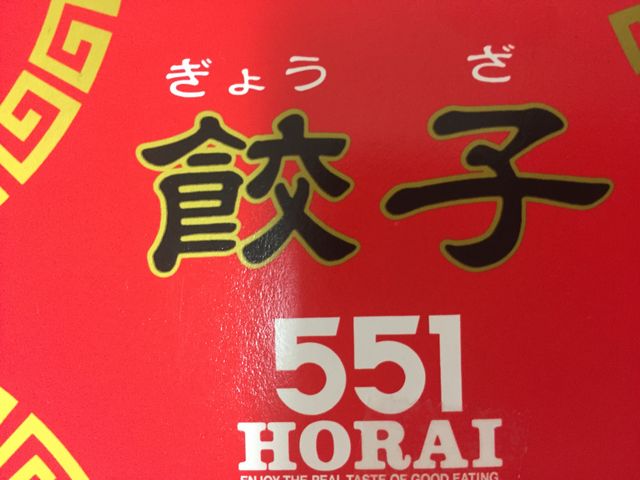 ぎょうざ
餃子
551
HORAI
ENJOY THE REAL TASTE OF GOOD EATING